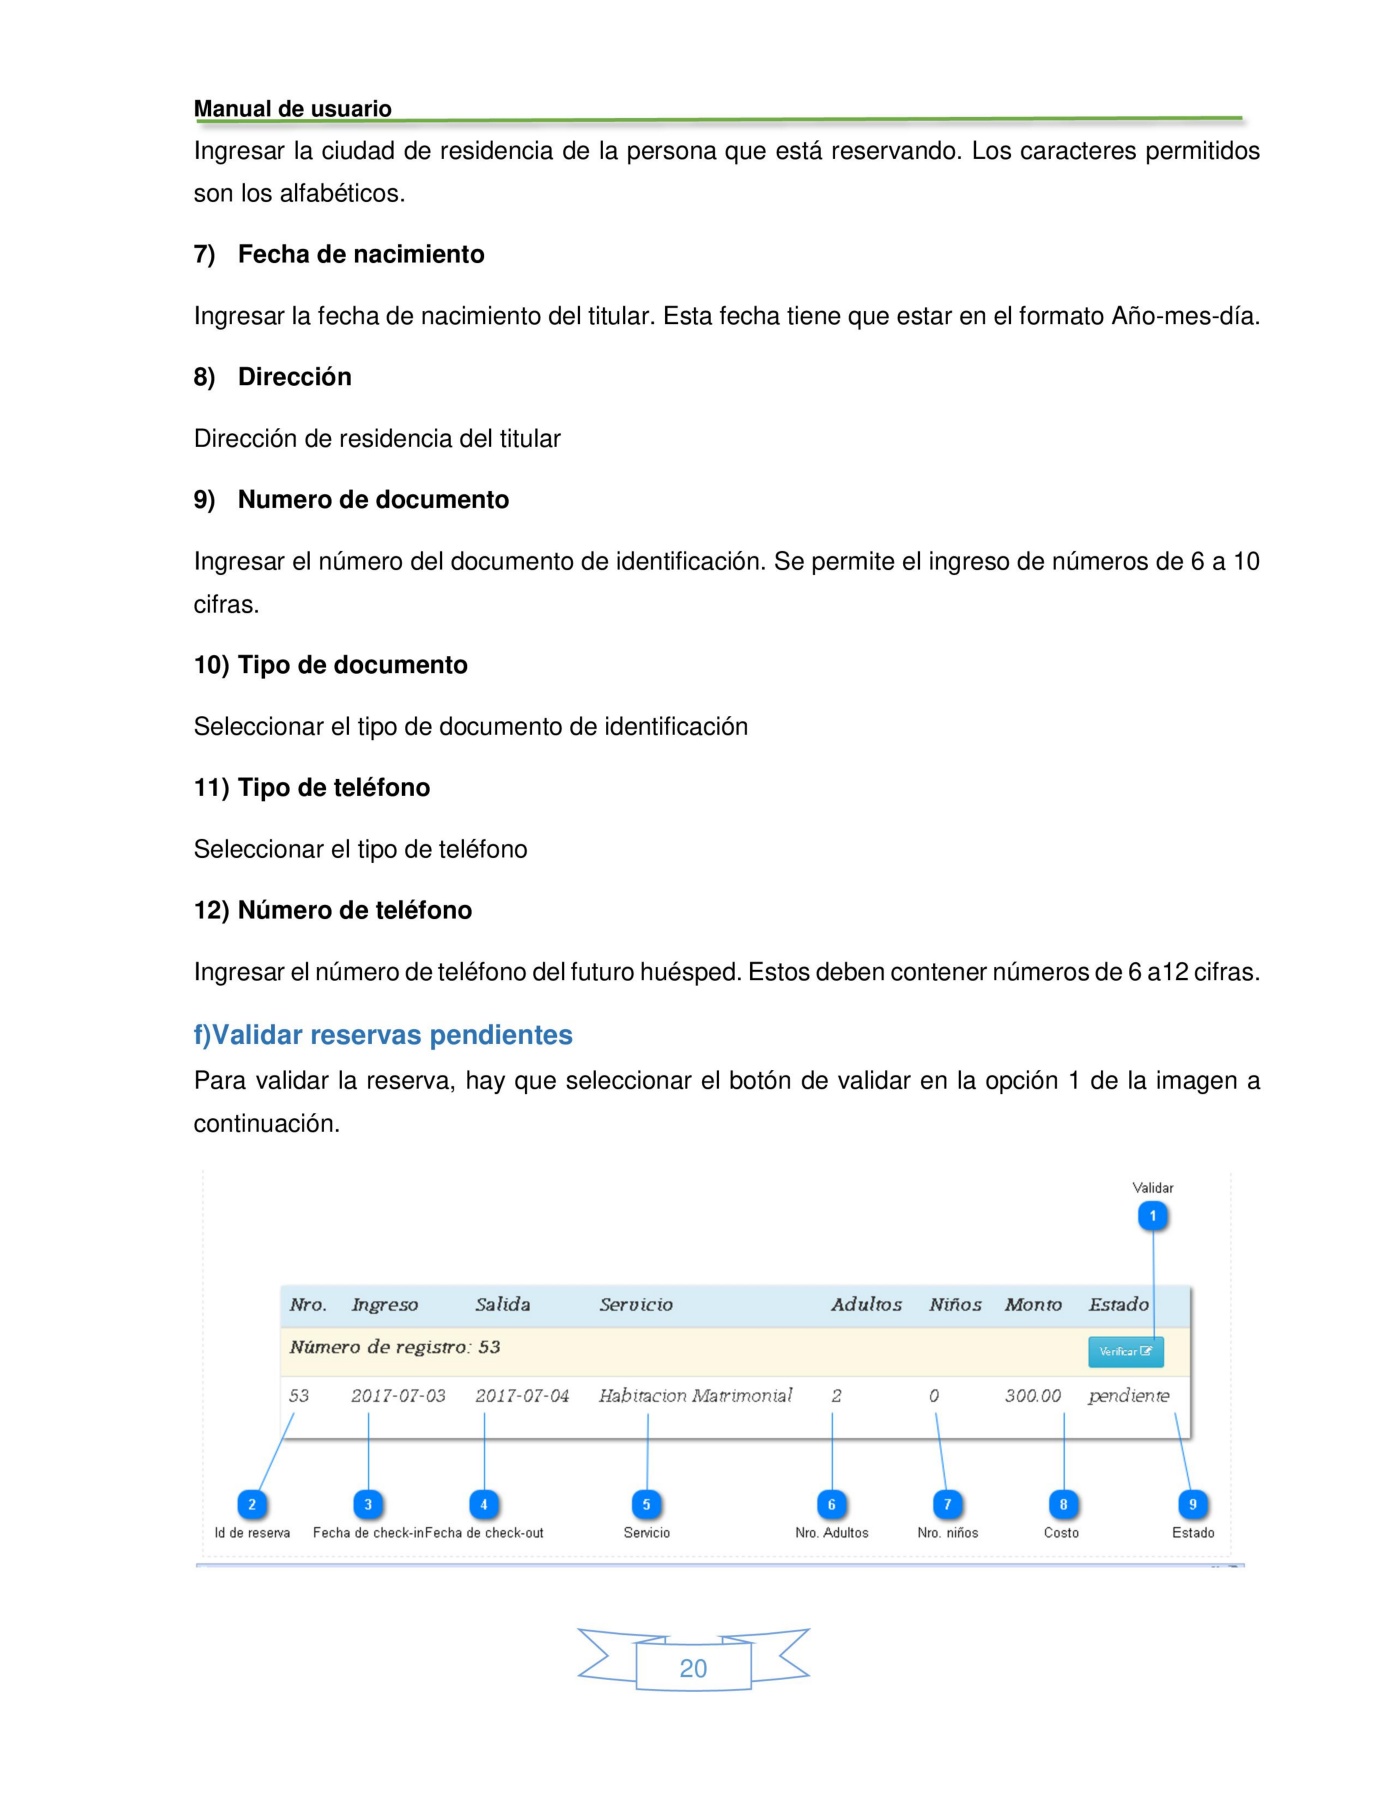 Manual de usuario
Ingresar la ciudad de residencia de la persona que está reservando. Los caracteres permitidos
son los alfabéticos.
7) Fecha de nacimiento
Ingresar la fecha de nacimiento del titular. Esta fecha tiene que estar en el formato Año-mes-día.
8) Dirección
Dirección de residencia del titular
9) Numero de documento
Ingresar el número del documento de identificación. Se permite el ingreso de números de 6 a 10
cifras.
10) Tipo de documento
Seleccionar el tipo de documento de identificación
11) Tipo de teléfono
Seleccionar el tipo de teléfono
12) Número de teléfono
Ingresar el número de teléfono del futuro huésped. Estos deben contener números de 6 a12 cifras.
f)Validar reservas pendientes
Para validar la reserva, hay que seleccionar el botón de validar en la opción 1 de la imagen a
continuación.
Validar
1
Nro. Ingreso Salida Servicio Adultos Niños Monto Estado
Número de registro: 53 Verificar
53 2017-07-03 2017-07-04 Habitacion Matrimonial 2 0 300.00 pendiente
2 3 4 5 6 7 8 9
Id de reserva Fecha de check-in Fecha de check-out Servicio Nro. Adultos Nro. niños Costo Estado
20